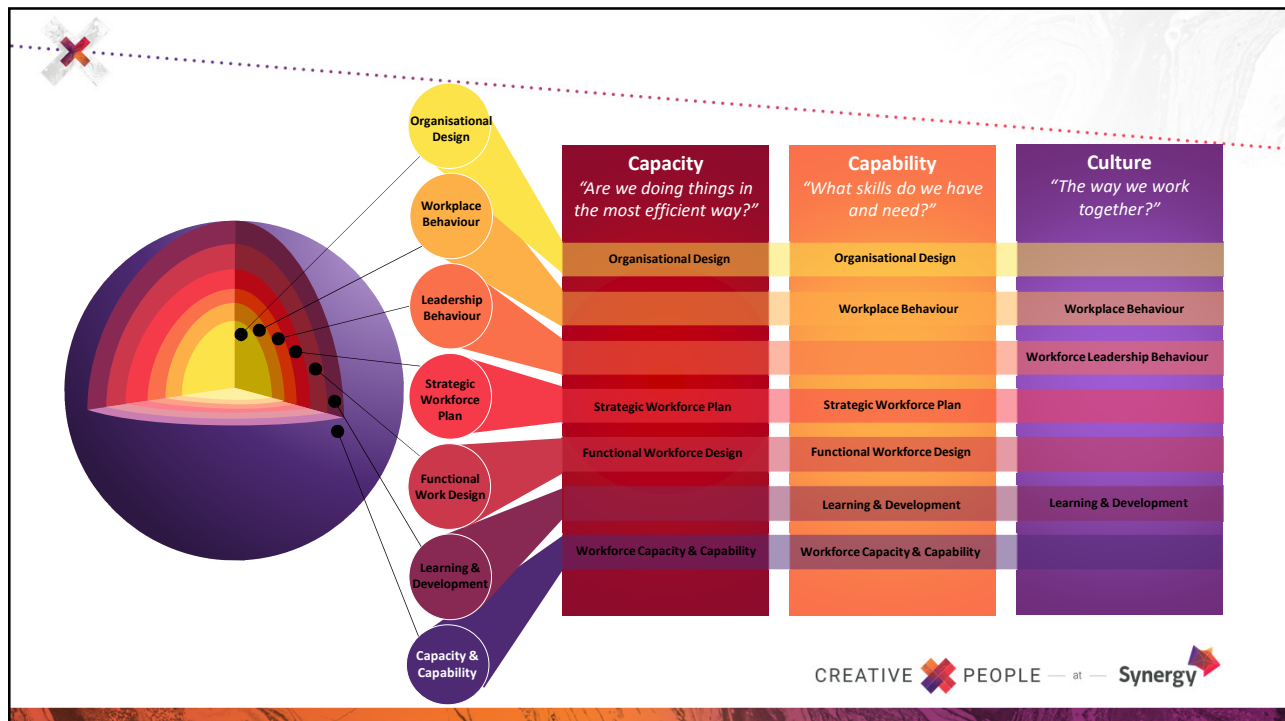 Organisational
Design
Workplace
Behaviour
Leadership
Behaviour
Strategic
Workforce
Plan
Functional
Work Design
Learning &
Development
Capacity &
Capability
Capacity
“Are we doing things in
the most efficient way?”
Capability
“What skills do we have
and need?”
Culture
“The way we work
together?”
Organisational Design
Organisational Design
Workplace Behaviour
Workplace Behaviour
Workforce Leadership Behaviour
Strategic Workforce Plan
Strategic Workforce Plan
Functional Workforce Design
Functional Workforce Design
Learning & Development
Learning & Development
Workforce Capacity & Capability
Workforce Capacity & Capability
CREATIVE PEOPLE — at — Synergy